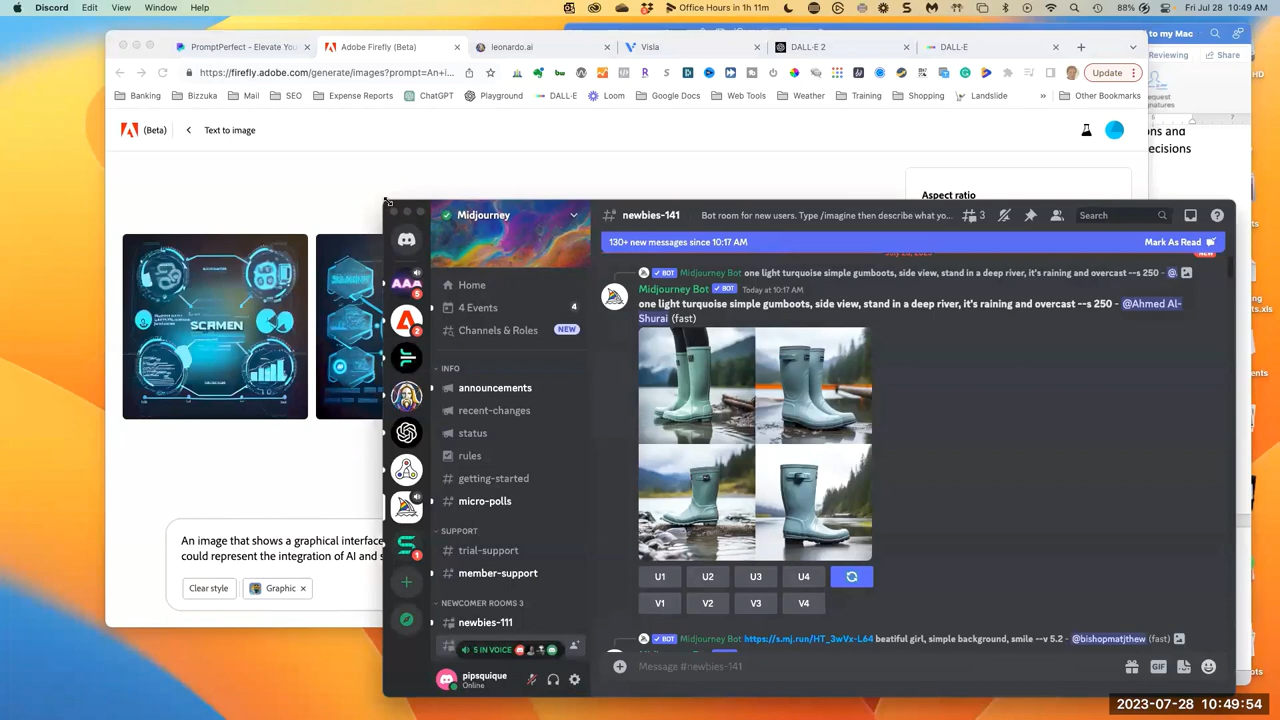 Discord Edit View Window Help
Office Hours in 1h 11m
88%
Fri Jul 28 10:49 AM
PromptPerfect - Elevate You
Adobe Firefly (Beta)
leonardo.ai
Visla
DALL·E 2
DALL·E
to my Mac
Reviewing
Share
https://firefly.adobe.com/generate/images?prompt=An+i...
Update
Banking
Bizzuka
Mail
SEO
Expense Reports
ChatGPT
Playground
DALL-E
Loom
Google Docs
Web Tools
Weather
Training
Shopping
Landslide
»
Other Bookmarks
(Beta)
Text to image
ons and
decisions
Aspect ratio
Midjourney
newbies-141
Bot room for new users. Type /imagine then describe what yo...
3
Search
130+ new messages since 10:17 AM
Mark As Read
NEW
BOT Midjourney Bot one light turquoise simple gumboots, side view, stand in a deep river, it's raining and overcast --s 250 - @
Midjourney Bot BOT Today at 10:17 AM
one light turquoise simple gumboots, side view, stand in a deep river, it's raining and overcast --s 250 - @Ahmed Al-
Shurai (fast)
AAA
5
2
1
Home
4 Events
4
Channels & Roles
NEW
INFO
announcements
recent-changes
status
rules
getting-started
micro-polls
SUPPORT
trial-support
member-support
NEWCOMER ROOMS 3
newbies-111
5 IN VOICE
pipsquique
Online
SCRMEN
An image that shows a graphical interface
could represent the integration of AI and s
Clear style
Graphic
U1
U2
U3
U4
V1
V2
V3
V4
BOT Midjourney Bot https://s.mj.run/HT_3wVx-L64 beatiful girl, simple background, smile --v 5.2 - @bishopmatjthew (fast)
Message #newbies-141
GIF
2023-07-28 10:49:54